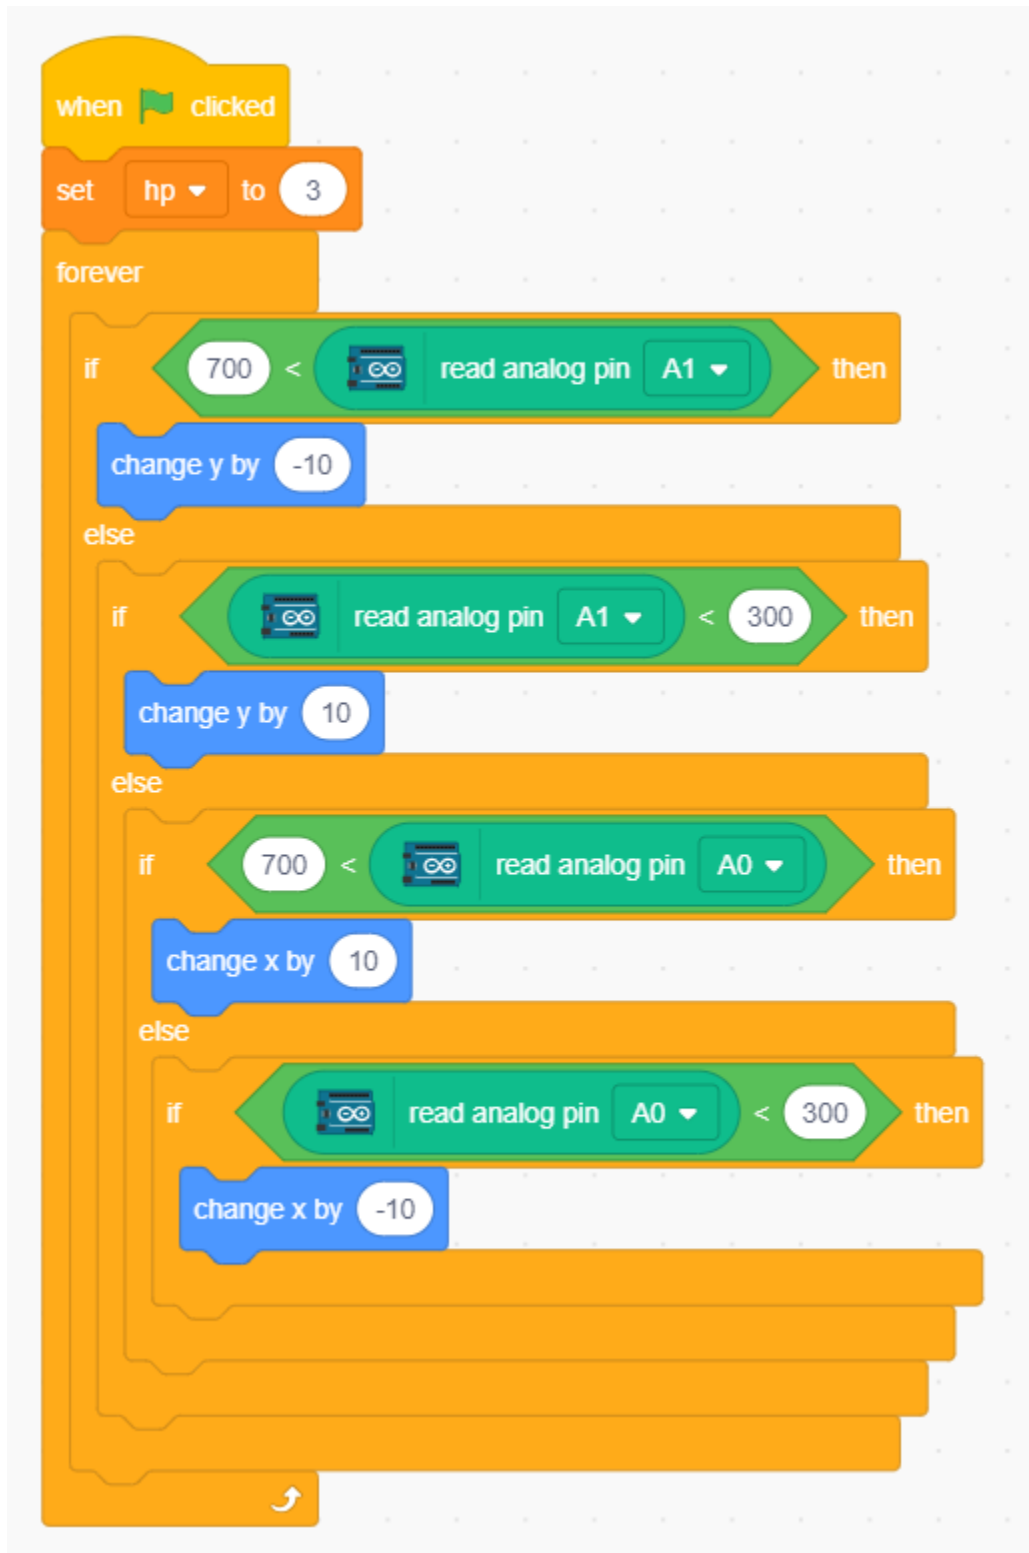 when clicked
set hp to 3
forever
if 700 < read analog pin A1 then
change y by -10
else
if read analog pin A1 < 300 then
change y by 10
else
if 700 < read analog pin A0 then
change x by 10
else
if read analog pin A0 < 300 then
change x by -10